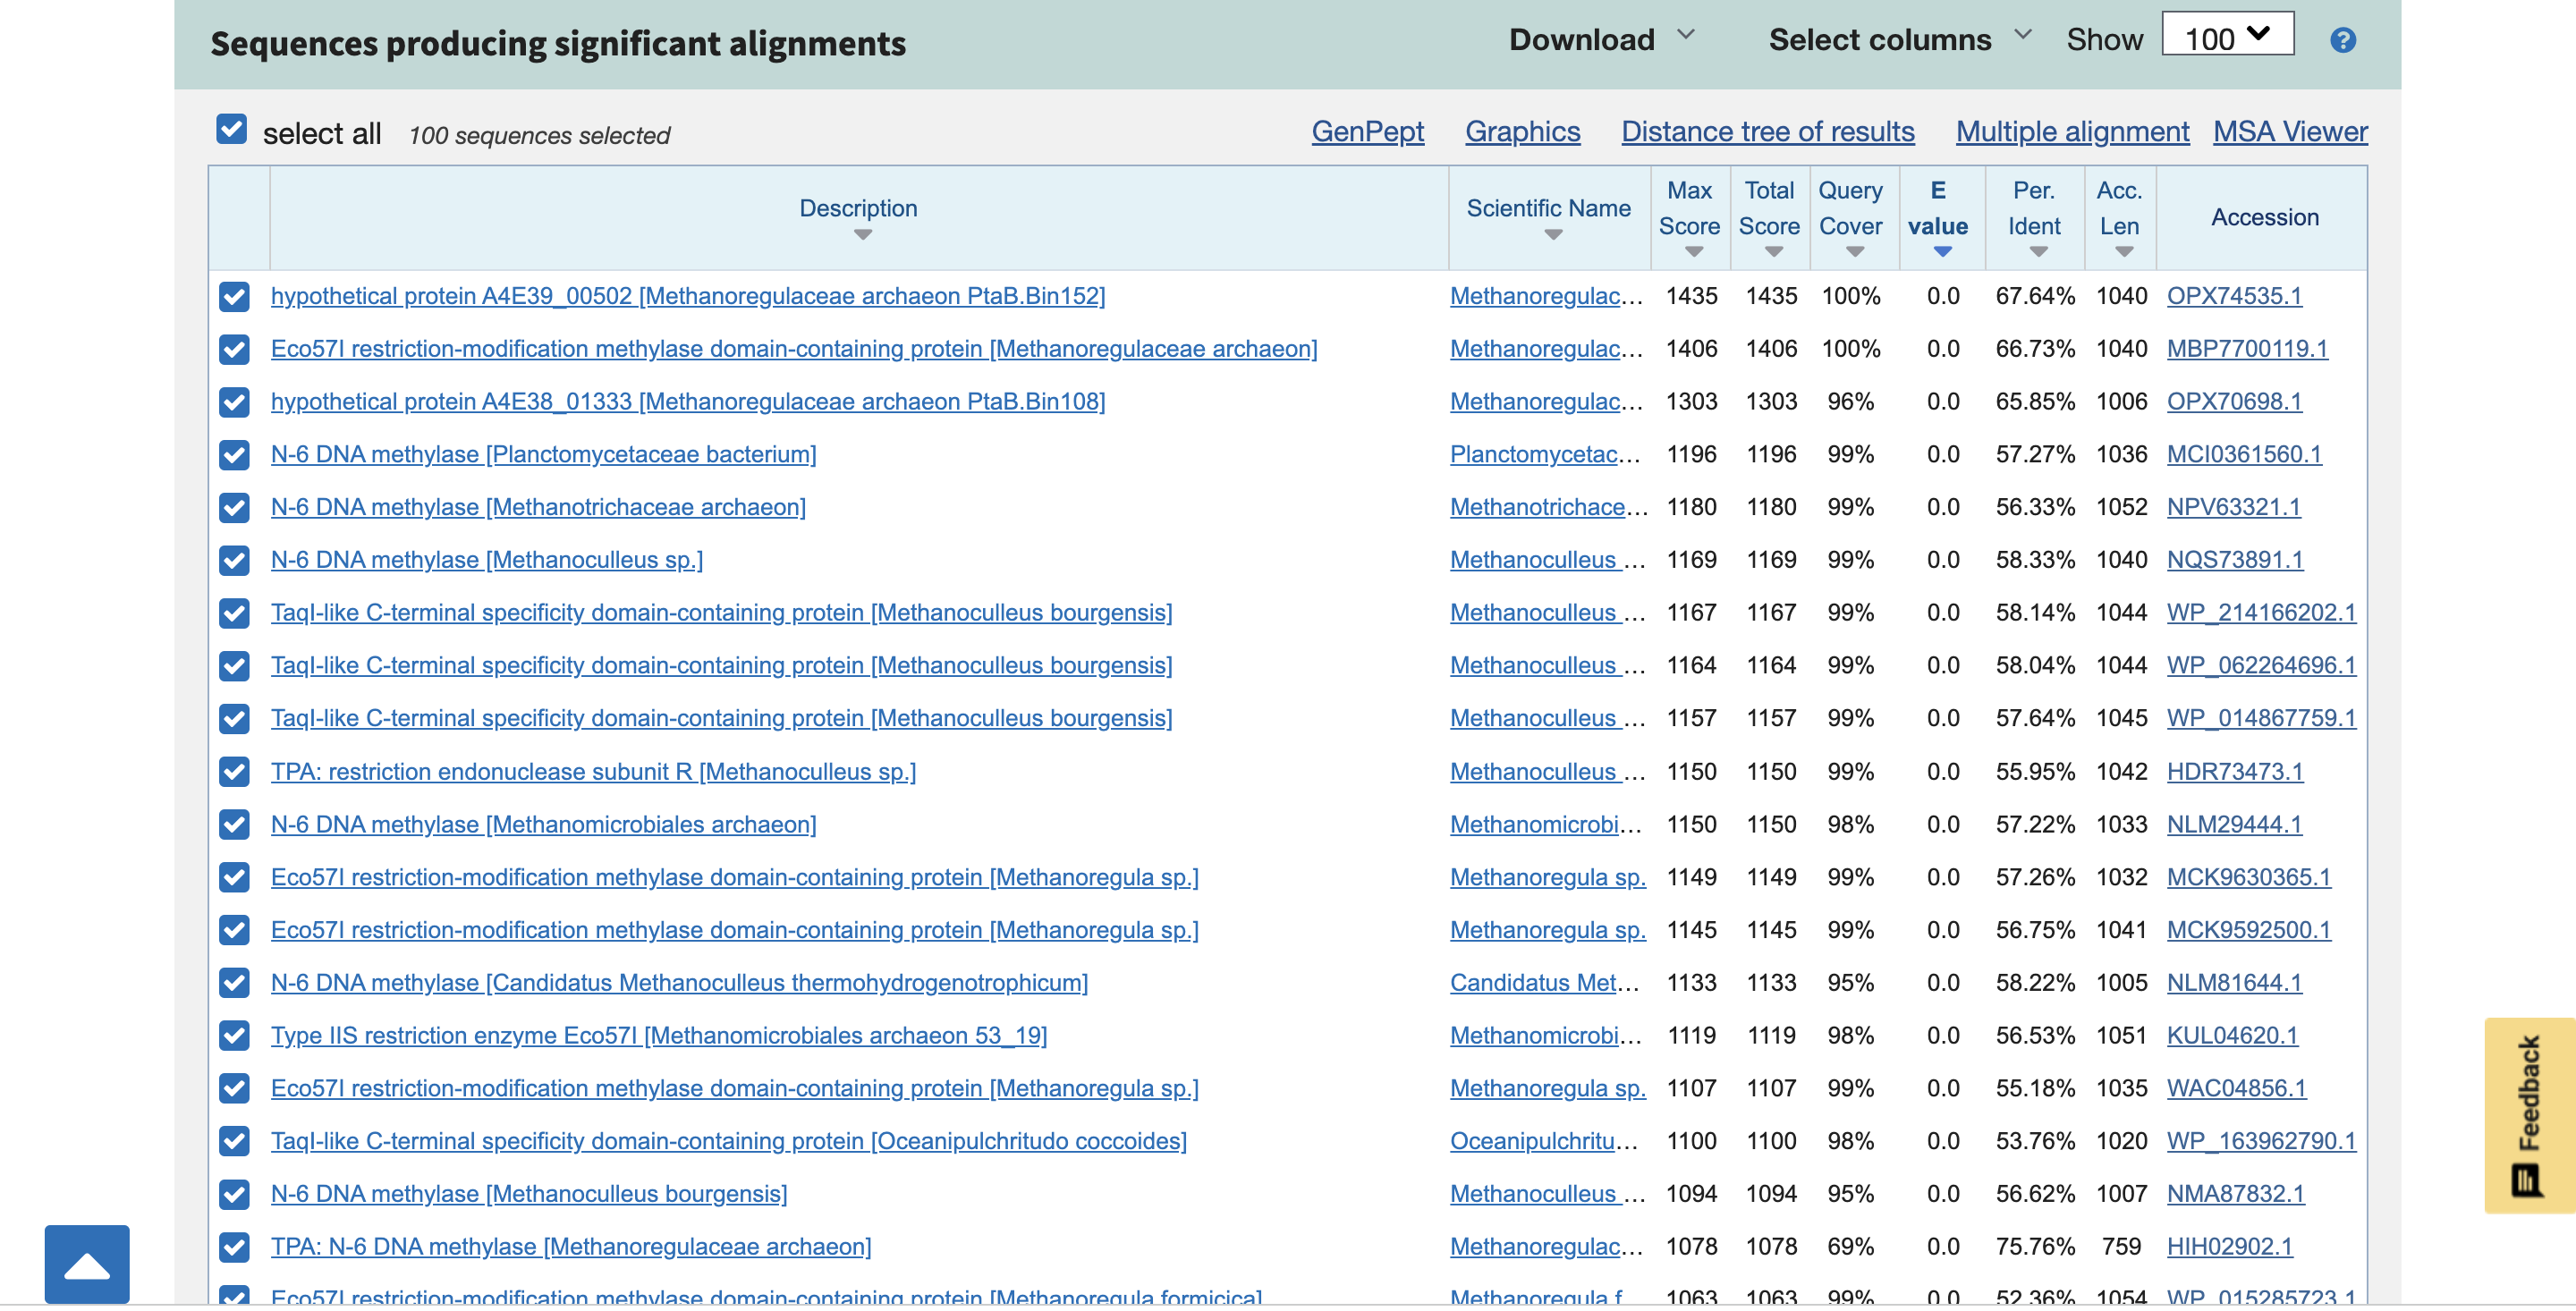 Sequences producing significant alignments Download Select columns Show 100 ?
select all 100 sequences selected GenPept Graphics Distance tree of results Multiple alignment MSA Viewer
Description Scientific Name Max Score Total Score Query Cover E value Per. Ident Acc. Len Accession
hypothetical protein A4E39_00502 [Methanoregulaceae archaeon PtaB.Bin152] Methanoregulac... 1435 1435 100% 0.0 67.64% 1040 OPX74535.1
Eco57I restriction-modification methylase domain-containing protein [Methanoregulaceae archaeon] Methanoregulac... 1406 1406 100% 0.0 66.73% 1040 MBP7700119.1
hypothetical protein A4E38_01333 [Methanoregulaceae archaeon PtaB.Bin108] Methanoregulac... 1303 1303 96% 0.0 65.85% 1006 OPX70698.1
N-6 DNA methylase [Planctomycetaceae bacterium] Planctomycetac... 1196 1196 99% 0.0 57.27% 1036 MCI0361560.1
N-6 DNA methylase [Methanotrichaceae archaeon] Methanotrichace... 1180 1180 99% 0.0 56.33% 1052 NPV63321.1
N-6 DNA methylase [Methanoculleus sp.] Methanoculleus ... 1169 1169 99% 0.0 58.33% 1040 NQS73891.1
TaqI-like C-terminal specificity domain-containing protein [Methanoculleus bourgensis] Methanoculleus ... 1167 1167 99% 0.0 58.14% 1044 WP_214166202.1
TaqI-like C-terminal specificity domain-containing protein [Methanoculleus bourgensis] Methanoculleus ... 1164 1164 99% 0.0 58.04% 1044 WP_062264696.1
TaqI-like C-terminal specificity domain-containing protein [Methanoculleus bourgensis] Methanoculleus ... 1157 1157 99% 0.0 57.64% 1045 WP_014867759.1
TPA: restriction endonuclease subunit R [Methanoculleus sp.] Methanoculleus ... 1150 1150 99% 0.0 55.95% 1042 HDR73473.1
N-6 DNA methylase [Methanomicrobiales archaeon] Methanomicrobi... 1150 1150 98% 0.0 57.22% 1033 NLM29444.1
Eco57I restriction-modification methylase domain-containing protein [Methanoregula sp.] Methanoregula sp. 1149 1149 99% 0.0 57.26% 1032 MCK9630365.1
Eco57I restriction-modification methylase domain-containing protein [Methanoregula sp.] Methanoregula sp. 1145 1145 99% 0.0 56.75% 1041 MCK9592500.1
N-6 DNA methylase [Candidatus Methanoculleus thermohydrogenotrophicum] Candidatus Met... 1133 1133 95% 0.0 58.22% 1005 NLM81644.1
Type IIS restriction enzyme Eco57I [Methanomicrobiales archaeon 53_19] Methanomicrobi... 1119 1119 98% 0.0 56.53% 1051 KUL04620.1
Eco57I restriction-modification methylase domain-containing protein [Methanoregula sp.] Methanoregula sp. 1107 1107 99% 0.0 55.18% 1035 WAC04856.1
TaqI-like C-terminal specificity domain-containing protein [Oceanipulchritudo coccoides] Oceanipulchritu... 1100 1100 98% 0.0 53.76% 1020 WP_163962790.1
N-6 DNA methylase [Methanoculleus bourgensis] Methanoculleus ... 1094 1094 95% 0.0 56.62% 1007 NMA87832.1
TPA: N-6 DNA methylase [Methanoregulaceae archaeon] Methanoregulac... 1078 1078 69% 0.0 75.76% 759 HIH02902.1
Eco57I restriction-modification methylase domain-containing protein [Methanoregula formicica] Methanoregula f... 1063 1063 99% 0.0 52.36% 1054 WP_015285723.1
Feedback